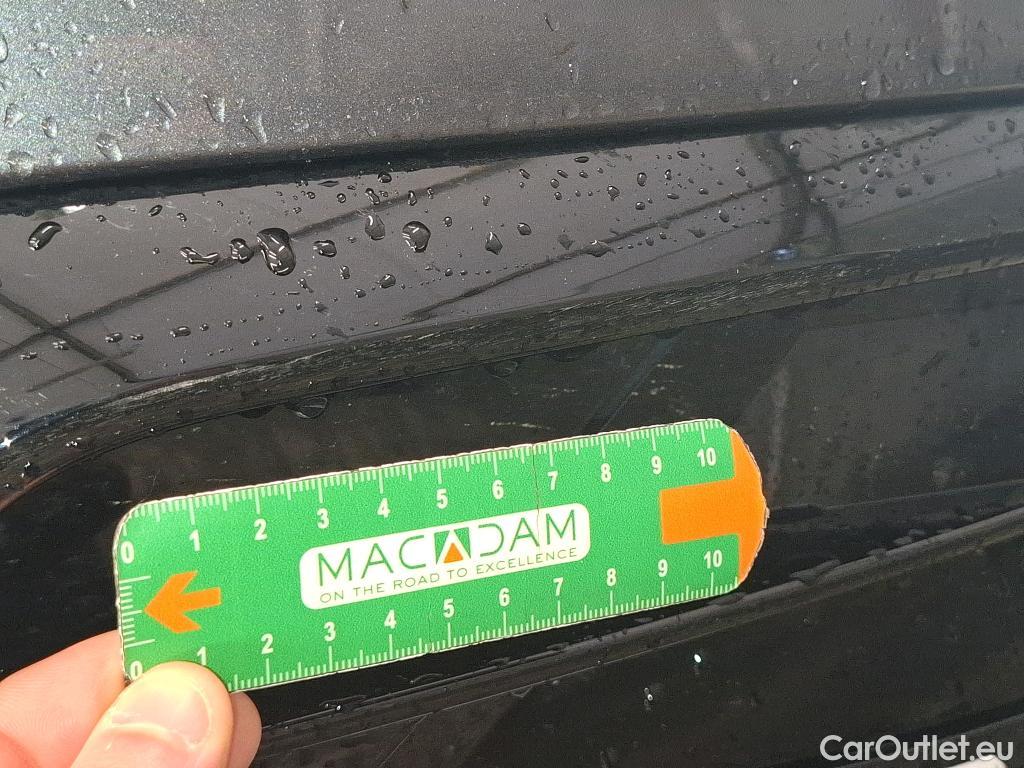 0 1 2 3 4 5 6 7 8 9 10
MACADAM
ON THE ROAD TO EXCELLENCE
0 1 2 3 4 5 6 7 8 9 10
CarOutlet.eu